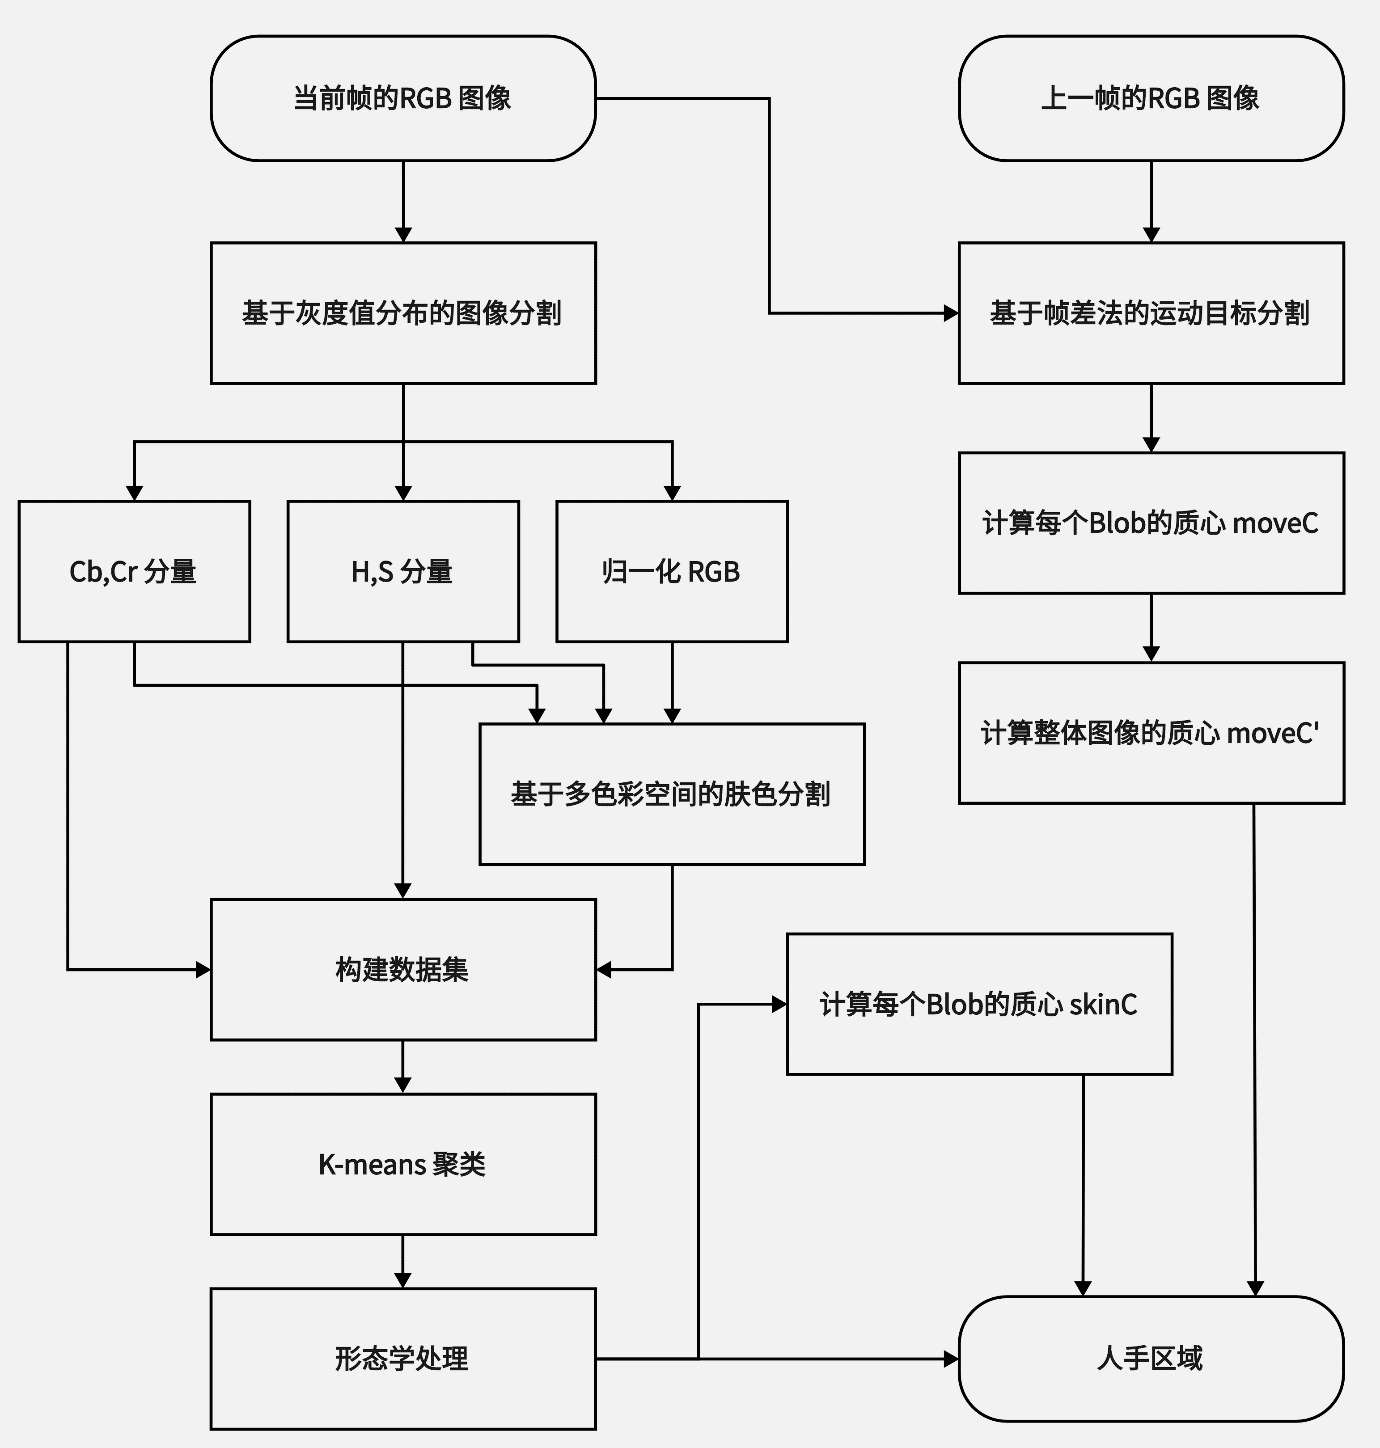 当前帧的RGB 图像
上一帧的RGB 图像
基于灰度值分布的图像分割
基于帧差法的运动目标分割
计算每个Blob的质心 moveC
Cb,Cr 分量
H,S 分量
归一化 RGB
计算整体图像的质心 moveC'
基于多色彩空间的肤色分割
构建数据集
计算每个Blob的质心 skinC
K-means 聚类
形态学处理
人手区域